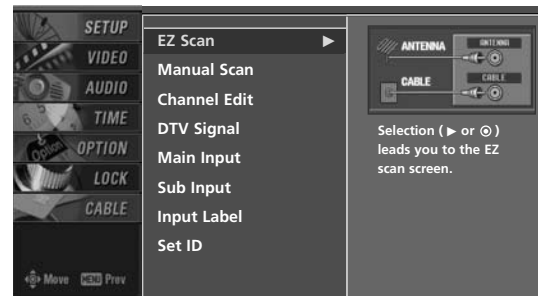 SETUP
VIDEO
AUDIO
TIME
OPTION
LOCK
CABLE
Move MENU Prev
EZ Scan ▶
Manual Scan
Channel Edit
DTV Signal
Main Input
Sub Input
Input Label
Set ID
ANTENNA ANTENNA
CABLE CABLE
Selection ( ▶ or ⊙ )
leads you to the EZ
scan screen.